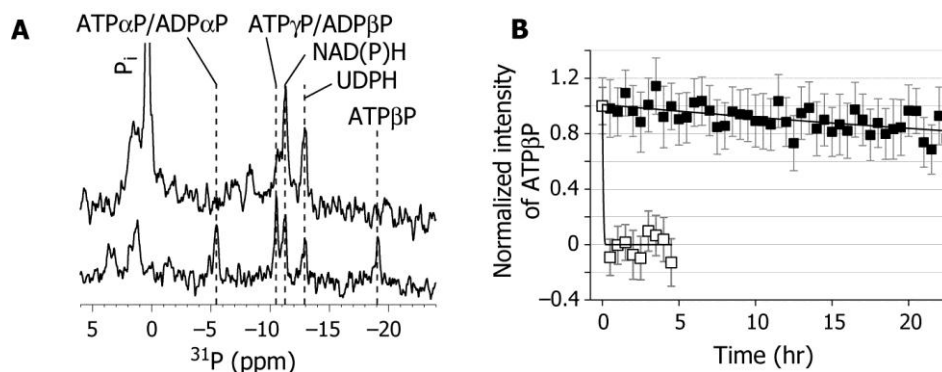 A
ATPαP/ADPαP
ATPγP/ADPβP
NAD(P)H
UDPH
ATPβP
Pi
5 0 −5 −10 −15 −20
31P (ppm)
B
Normalized intensity
of ATPβP
1.2
0.8
0.4
0
−0.4
0 5 10 15 20
Time (hr)